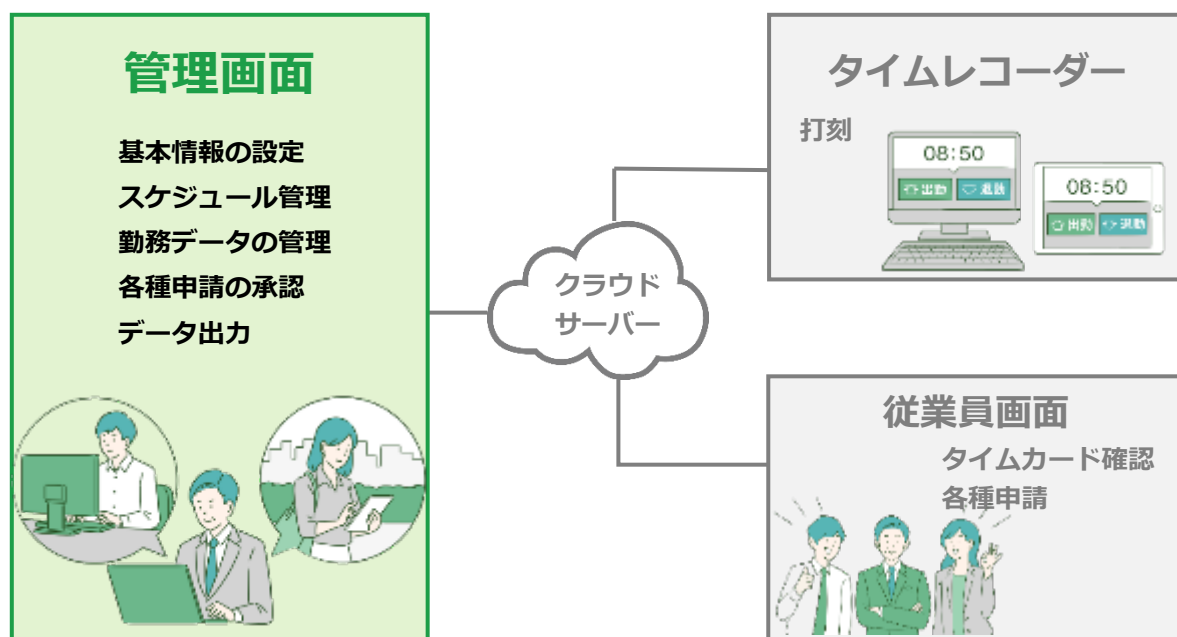 管理画面
基本情報の設定
スケジュール管理
勤務データの管理
各種申請の承認
データ出力
クラウド
サーバー
タイムレコーダー
打刻
08:50
出勤 退勤
08:50
出勤 退勤
従業員画面
タイムカード確認
各種申請